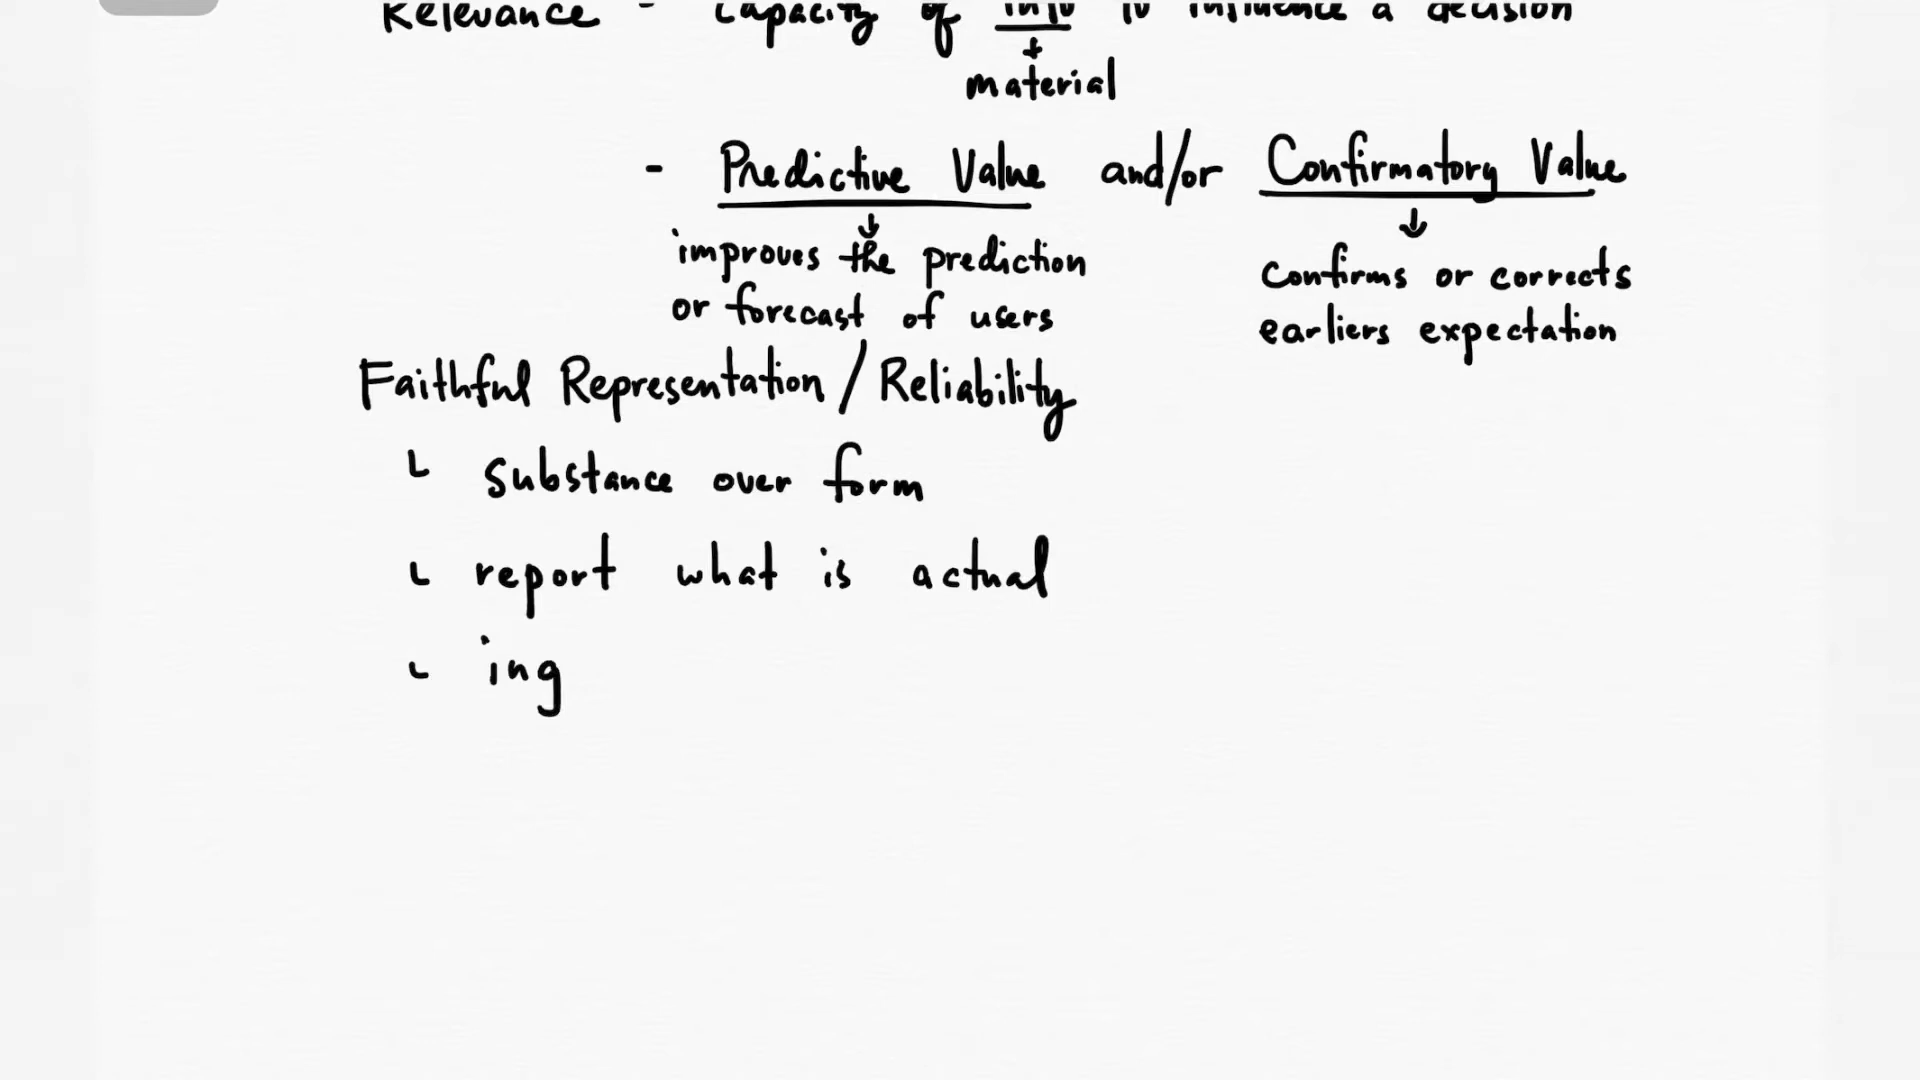 Relevance - Capacity of info to influence a decision
↓
material
- Predictive Value and/or Confirmatory Value
↓ ↓
improves the prediction
or forecast of users
confirms or corrects
earliers expectation
Faithful Representation / Reliability
└ substance over form
└ report what is actual
└ ing